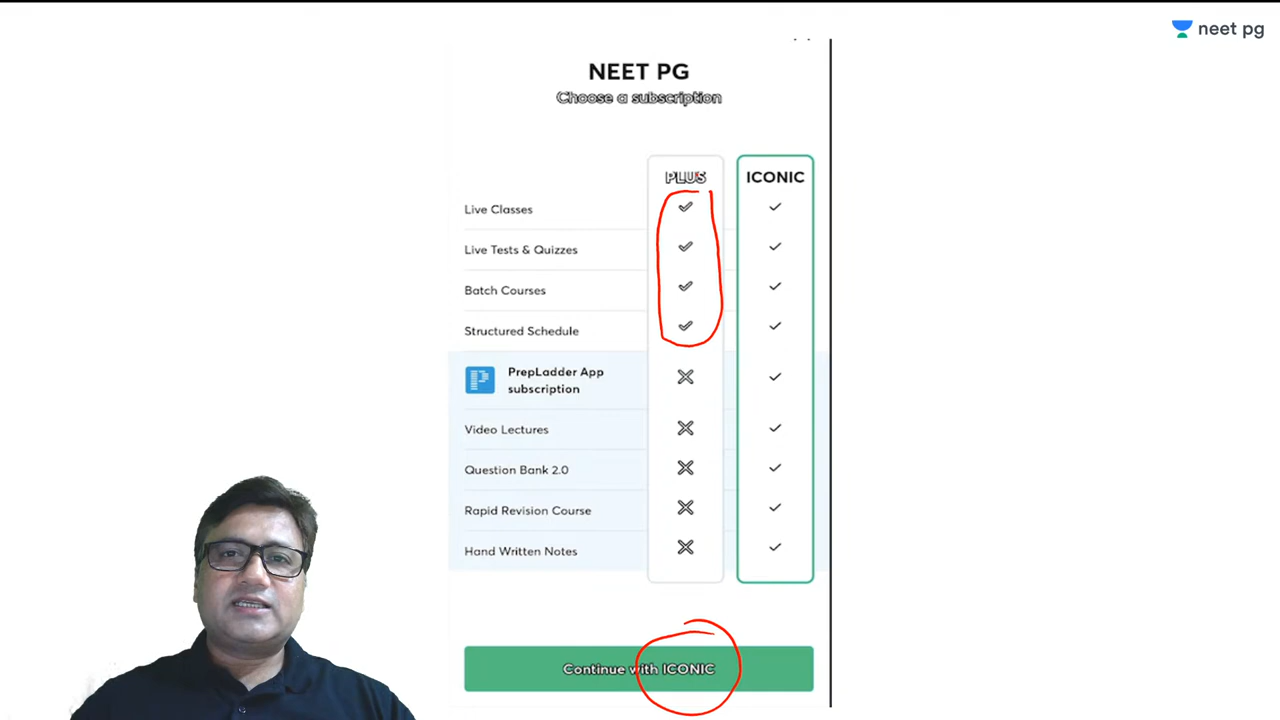 neet pg
NEET PG
Choose a subscription
PLUS ICONIC
Live Classes
Live Tests & Quizzes
Batch Courses
Structured Schedule
PrepLadder App
subscription
Video Lectures
Question Bank 2.0
Rapid Revision Course
Hand Written Notes
Continue with ICONIC